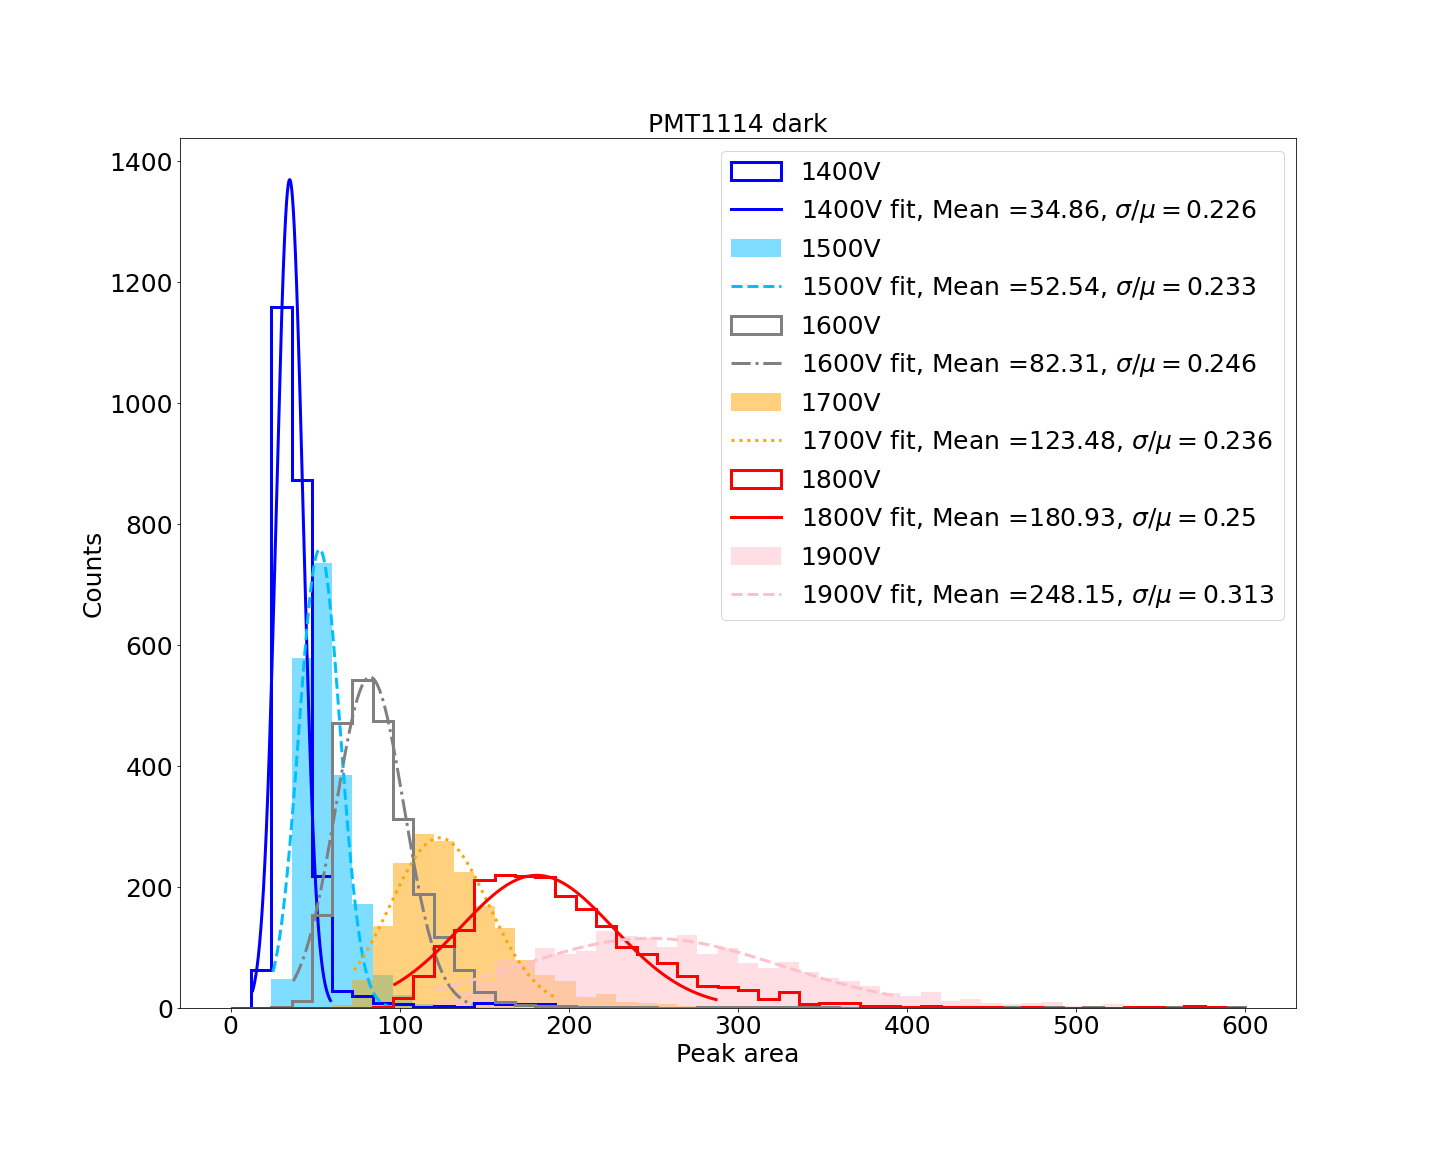 PMT1114 dark
1400
1200
1000
800
600
400
200
0
Counts
1400V
1400V fit, Mean =34.86, σ/μ = 0.226
1500V
1500V fit, Mean =52.54, σ/μ = 0.233
1600V
1600V fit, Mean =82.31, σ/μ = 0.246
1700V
1700V fit, Mean =123.48, σ/μ = 0.236
1800V
1800V fit, Mean =180.93, σ/μ = 0.25
1900V
1900V fit, Mean =248.15, σ/μ = 0.313
0 100 200 300 400 500 600
Peak area